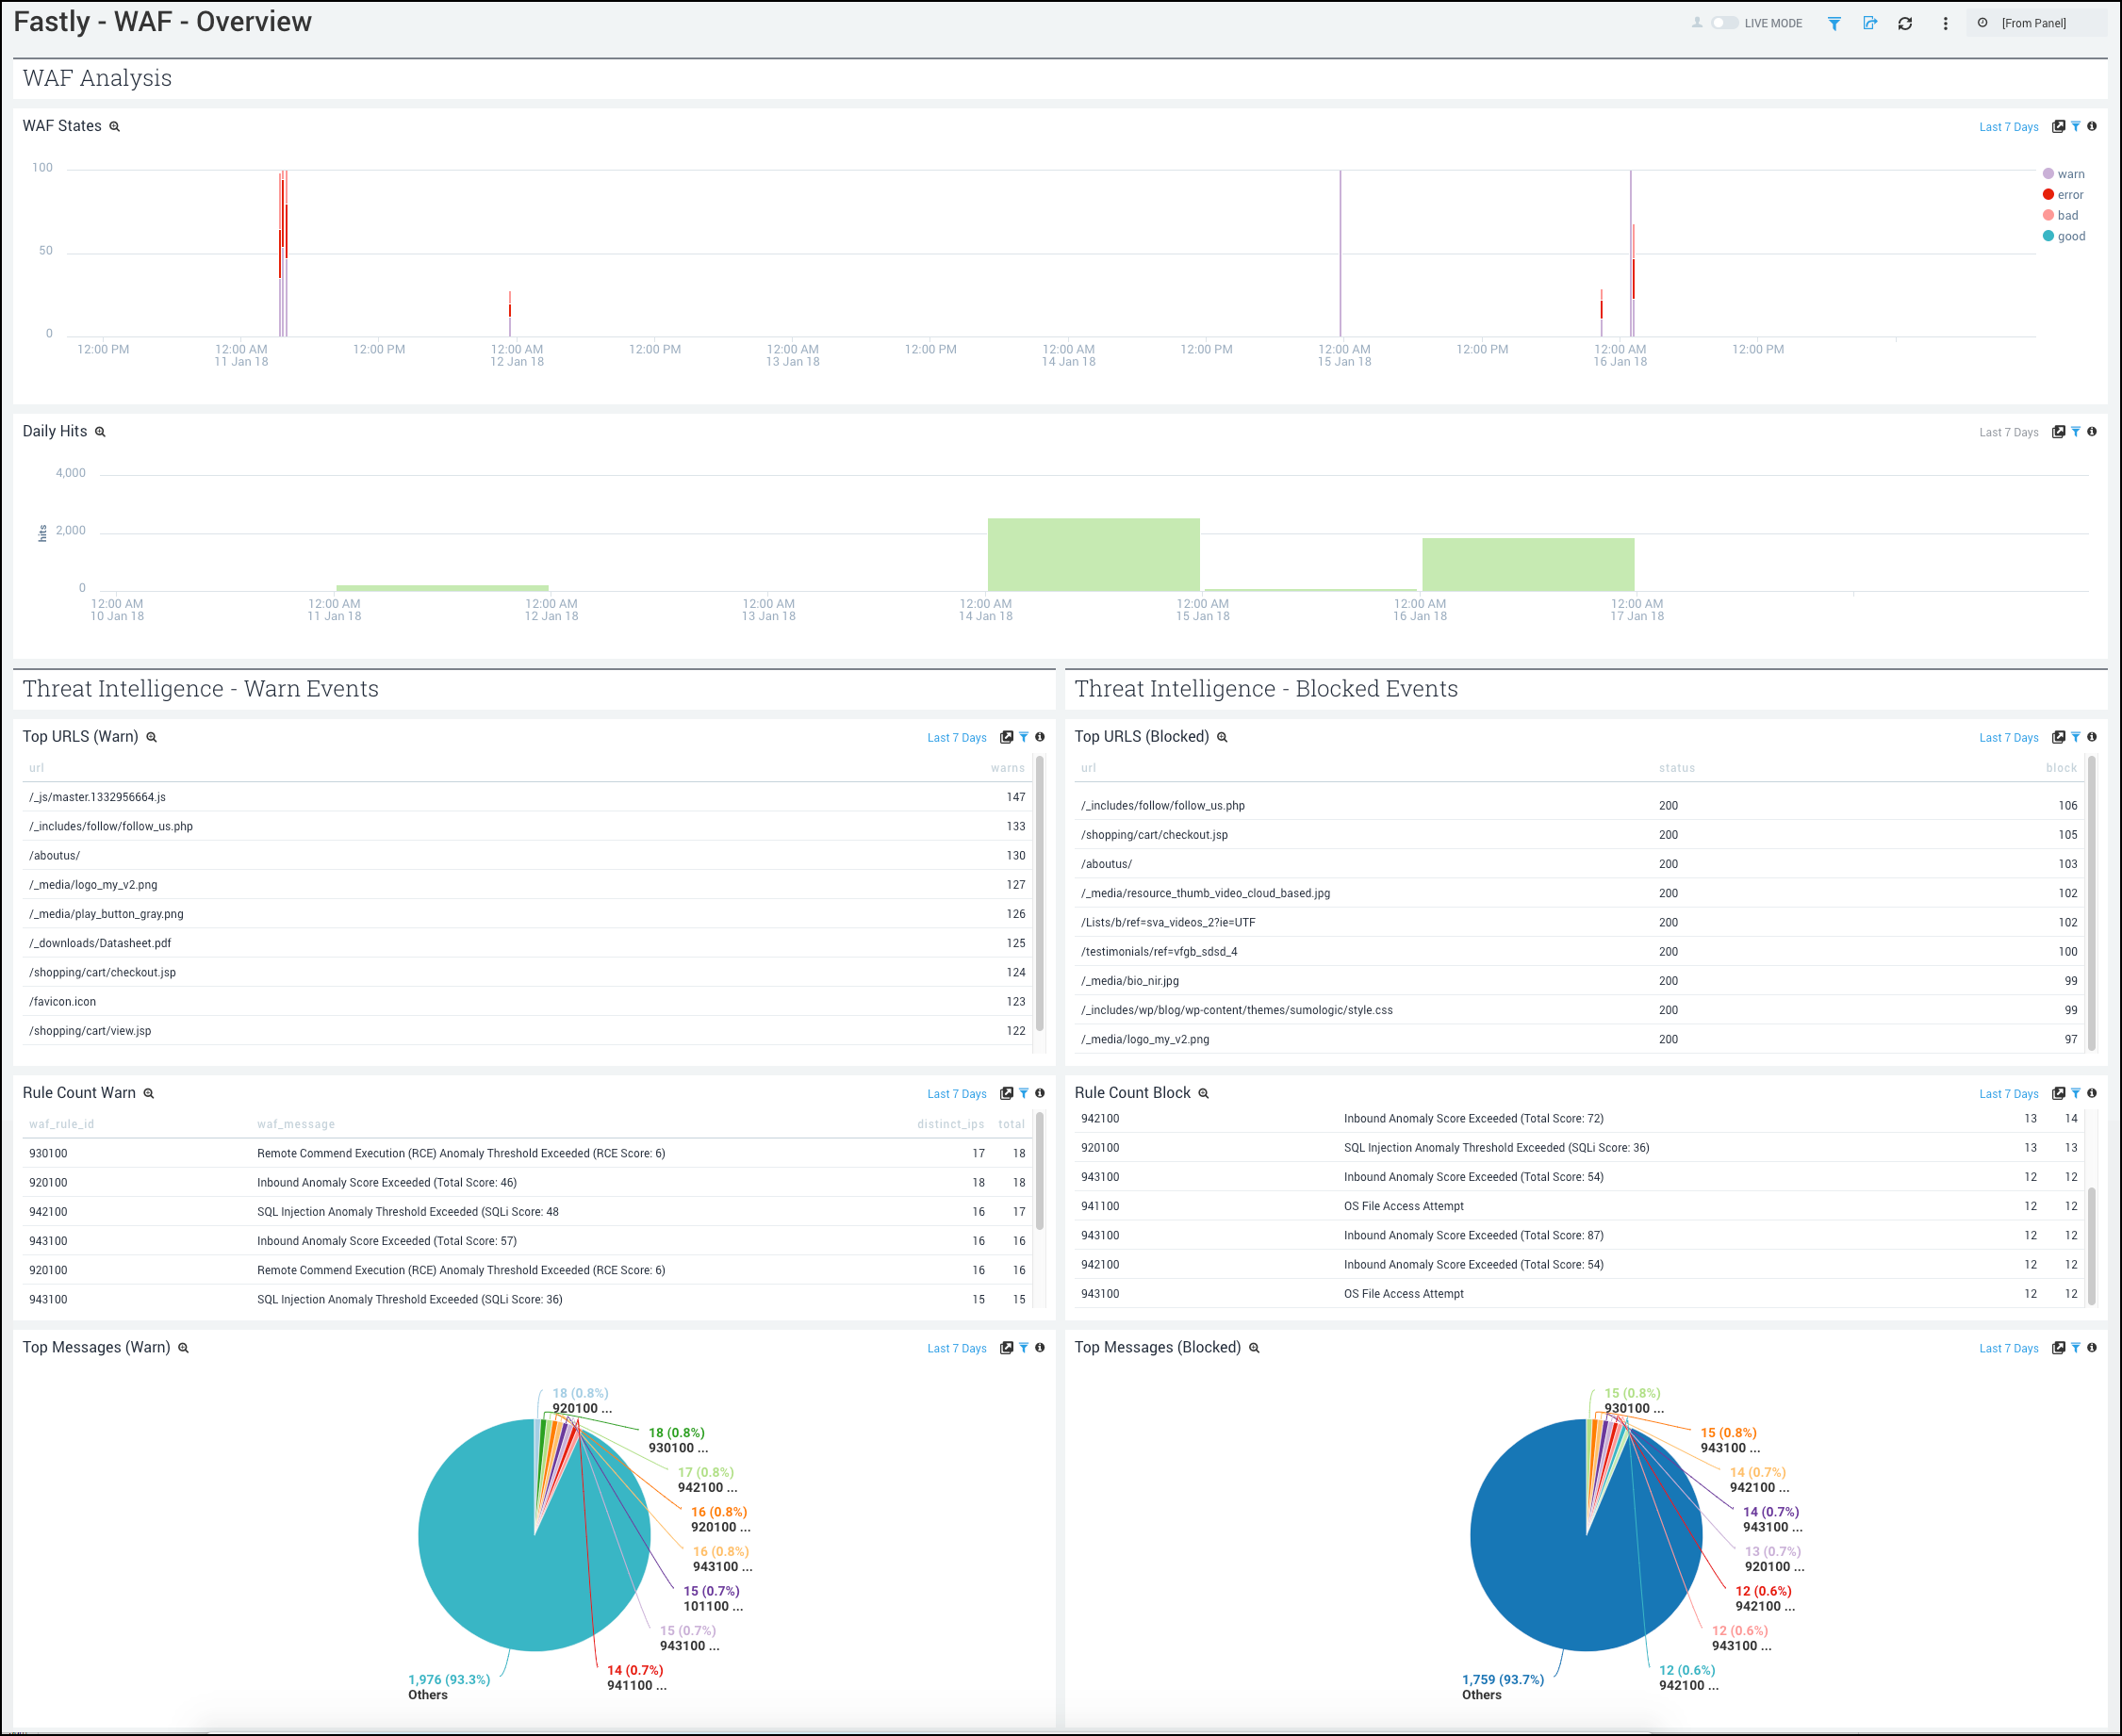 Fastly - WAF - Overview
LIVE MODE
[From Panel]
WAF Analysis
WAF States
Last 7 Days
100
50
0
warn
error
bad
good
12:00 PM
12:00 AM
11 Jan 18
12:00 PM
12:00 AM
12 Jan 18
12:00 PM
12:00 AM
13 Jan 18
12:00 PM
12:00 AM
14 Jan 18
12:00 PM
12:00 AM
15 Jan 18
12:00 PM
12:00 AM
16 Jan 18
12:00 PM
Daily Hits
Last 7 Days
hits
4,000
2,000
0
12:00 AM
10 Jan 18
12:00 AM
11 Jan 18
12:00 AM
12 Jan 18
12:00 AM
13 Jan 18
12:00 AM
14 Jan 18
12:00 AM
15 Jan 18
12:00 AM
16 Jan 18
12:00 AM
17 Jan 18
Threat Intelligence - Warn Events
Top URLS (Warn)
Last 7 Days
url warns
/_js/master.1332956664.js 147
/_includes/follow/follow_us.php 133
/aboutus/ 130
/_media/logo_my_v2.png 127
/_media/play_button_gray.png 126
/_downloads/Datasheet.pdf 125
/shopping/cart/checkout.jsp 124
/favicon.icon 123
/shopping/cart/view.jsp 122
Threat Intelligence - Blocked Events
Top URLS (Blocked)
Last 7 Days
url status block
/_includes/follow/follow_us.php 200 106
/shopping/cart/checkout.jsp 200 105
/aboutus/ 200 103
/_media/resource_thumb_video_cloud_based.jpg 200 102
/Lists/b/ref=sva_videos_2?ie=UTF 200 102
/testimonials/ref=vfgb_sdsd_4 200 100
/_media/bio_nir.jpg 200 99
/_includes/wp/blog/wp-content/themes/sumologic/style.css 200 99
/_media/logo_my_v2.png 200 97
Rule Count Warn
Last 7 Days
waf_rule_id waf_message distinct_ips total
930100 Remote Commend Execution (RCE) Anomaly Threshold Exceeded (RCE Score: 6) 17 18
920100 Inbound Anomaly Score Exceeded (Total Score: 46) 18 18
942100 SQL Injection Anomaly Threshold Exceeded (SQLi Score: 48 16 17
943100 Inbound Anomaly Score Exceeded (Total Score: 57) 16 16
920100 Remote Commend Execution (RCE) Anomaly Threshold Exceeded (RCE Score: 6) 16 16
943100 SQL Injection Anomaly Threshold Exceeded (SQLi Score: 36) 15 15
Rule Count Block
Last 7 Days
942100 Inbound Anomaly Score Exceeded (Total Score: 72) 13 14
920100 SQL Injection Anomaly Threshold Exceeded (SQLi Score: 36) 13 13
943100 Inbound Anomaly Score Exceeded (Total Score: 54) 12 12
941100 OS File Access Attempt 12 12
943100 Inbound Anomaly Score Exceeded (Total Score: 87) 12 12
942100 Inbound Anomaly Score Exceeded (Total Score: 54) 12 12
943100 OS File Access Attempt 12 12
Top Messages (Warn)
Last 7 Days
18 (0.8%)
920100 ...
18 (0.8%)
930100 ...
17 (0.8%)
942100 ...
16 (0.8%)
920100 ...
16 (0.8%)
943100 ...
15 (0.7%)
101100 ...
15 (0.7%)
943100 ...
14 (0.7%)
941100 ...
1,976 (93.3%)
Others
Top Messages (Blocked)
Last 7 Days
15 (0.8%)
930100 ...
15 (0.8%)
943100 ...
14 (0.7%)
942100 ...
14 (0.7%)
943100 ...
13 (0.7%)
920100 ...
12 (0.6%)
942100 ...
12 (0.6%)
943100 ...
12 (0.6%)
942100 ...
1,759 (93.7%)
Others